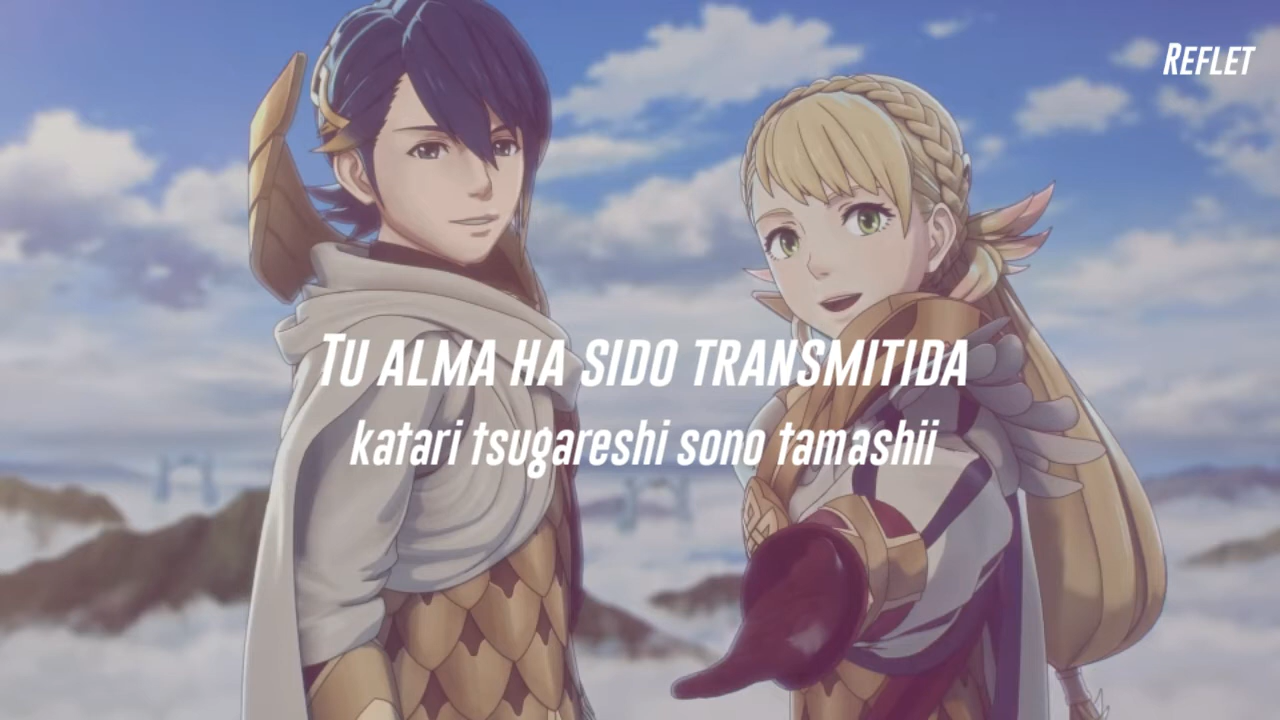 REFLET
TU ALMA HA SIDO TRANSMITIDA
katari tsugareshi sono tamashii